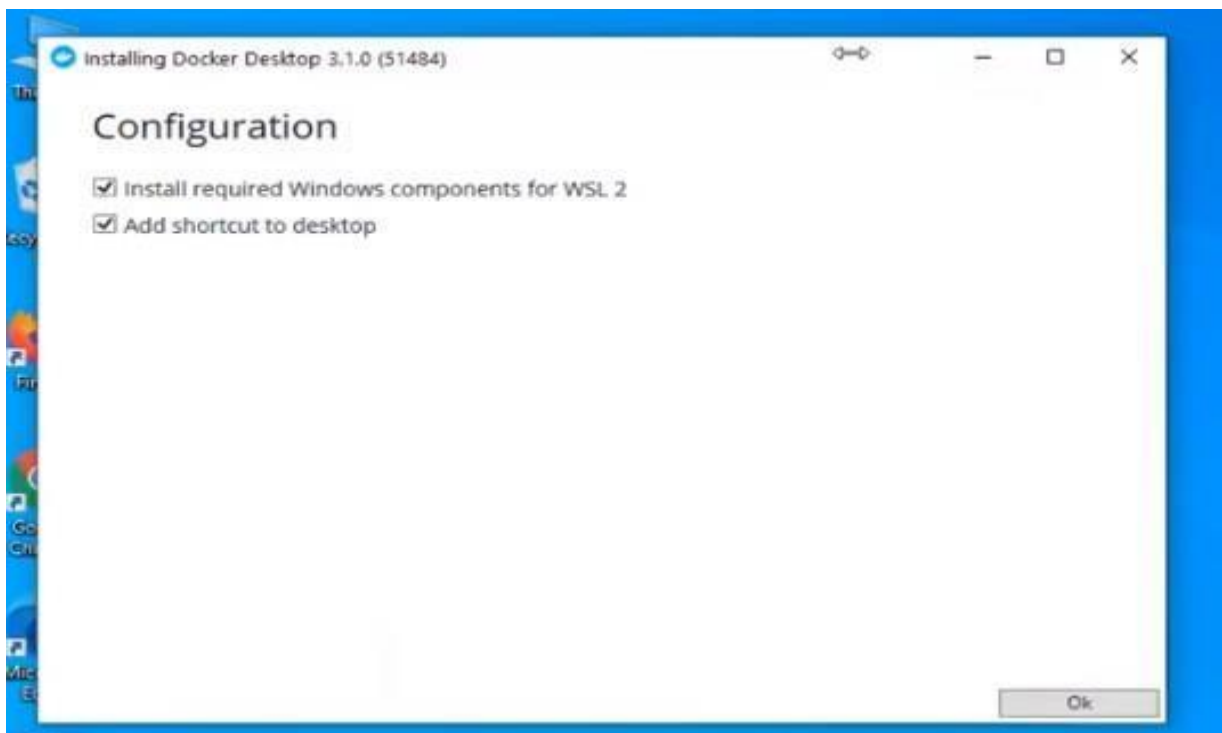 Installing Docker Desktop 3.1.0 (51484)
Configuration
Install required Windows components for WSL 2
Add shortcut to desktop
Ok